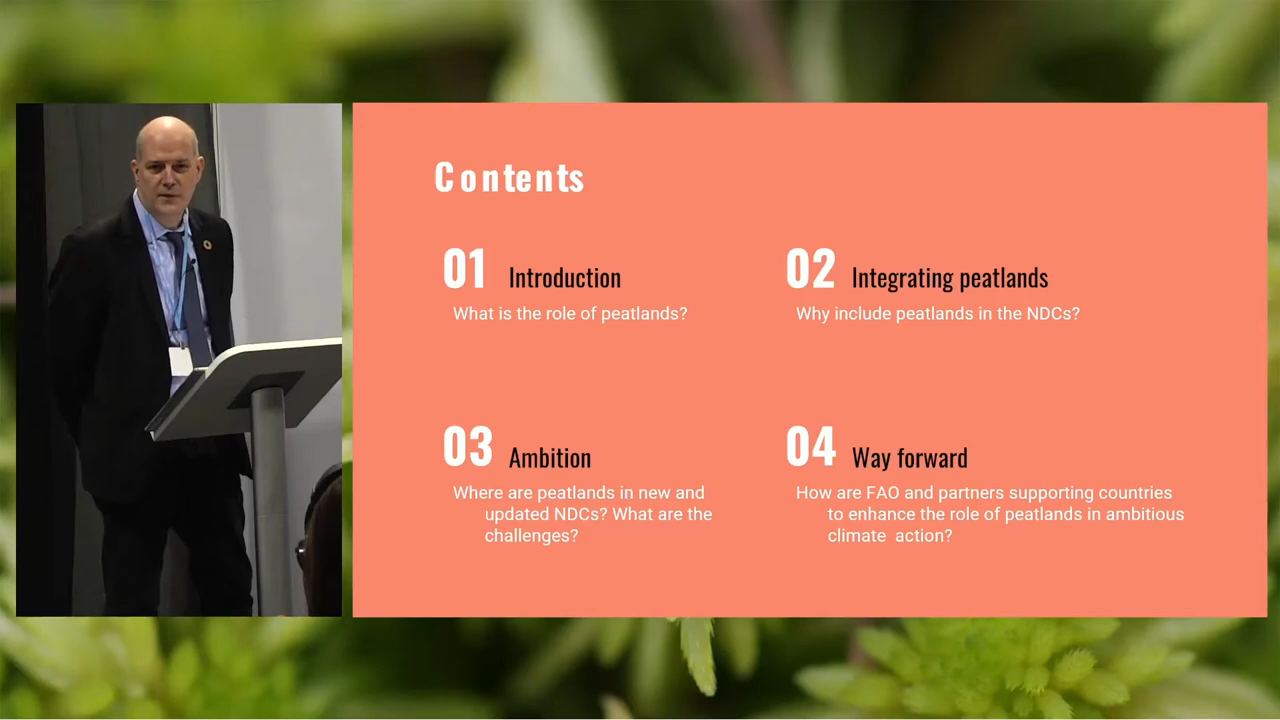 Contents
01 Introduction
What is the role of peatlands?
02 Integrating peatlands
Why include peatlands in the NDCs?
03 Ambition
Where are peatlands in new and
updated NDCs? What are the
challenges?
04 Way forward
How are FAO and partners supporting countries
to enhance the role of peatlands in ambitious
climate action?